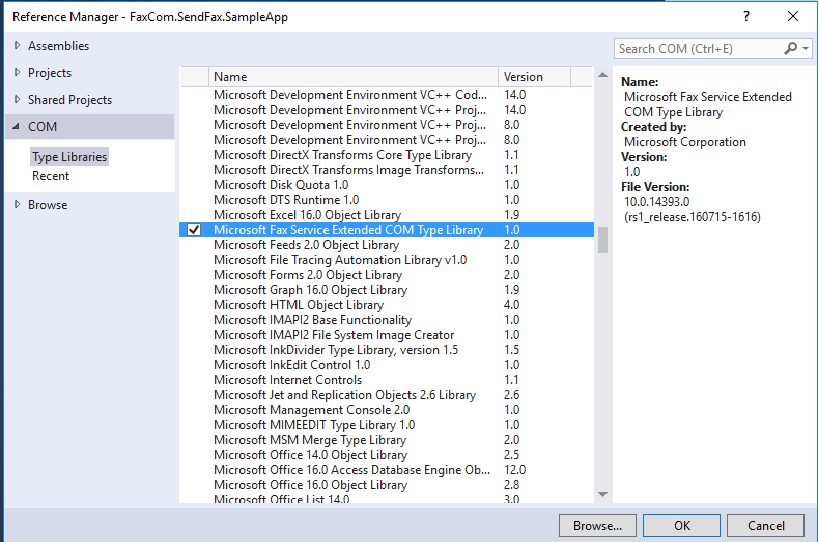 Reference Manager - FaxCom.SendFax.SampleApp
Assemblies
Projects
Shared Projects
COM
Type Libraries
Recent
Browse
Search COM (Ctrl+E)
Name Version
Microsoft Development Environment VC++ Cod... 14.0
Microsoft Development Environment VC++ Proj... 14.0
Microsoft Development Environment VC++ Proj... 8.0
Microsoft Development Environment VC++ Proj... 8.0
Microsoft DirectX Transforms Core Type Library 1.1
Microsoft DirectX Transforms Image Transforms... 1.1
Microsoft Disk Quota 1.0 1.0
Microsoft DTS Runtime 1.0 1.0
Microsoft Excel 16.0 Object Library 1.9
Microsoft Fax Service Extended COM Type Library 1.0
Microsoft Feeds 2.0 Object Library 2.0
Microsoft File Tracing Automation Library v1.0 1.0
Microsoft Forms 2.0 Object Library 2.0
Microsoft Graph 16.0 Object Library 1.9
Microsoft HTML Object Library 4.0
Microsoft IMAPI2 Base Functionality 1.0
Microsoft IMAPI2 File System Image Creator 1.0
Microsoft InkDivider Type Library, version 1.5 1.5
Microsoft InkEdit Control 1.0 1.0
Microsoft Internet Controls 1.1
Microsoft Jet and Replication Objects 2.6 Library 2.6
Microsoft Management Console 2.0 1.0
Microsoft MIMEEDIT Type Library 1.0 1.0
Microsoft MSM Merge Type Library 2.0
Microsoft Office 14.0 Object Library 2.5
Microsoft Office 16.0 Access Database Engine Ob... 12.0
Microsoft Office 16.0 Object Library 2.8
Microsoft Office List 14.0 3.0
Name:
Microsoft Fax Service Extended
COM Type Library
Created by:
Microsoft Corporation
Version:
1.0
File Version:
10.0.14393.0
(rs1_release.160715-1616)
Browse...
OK
Cancel